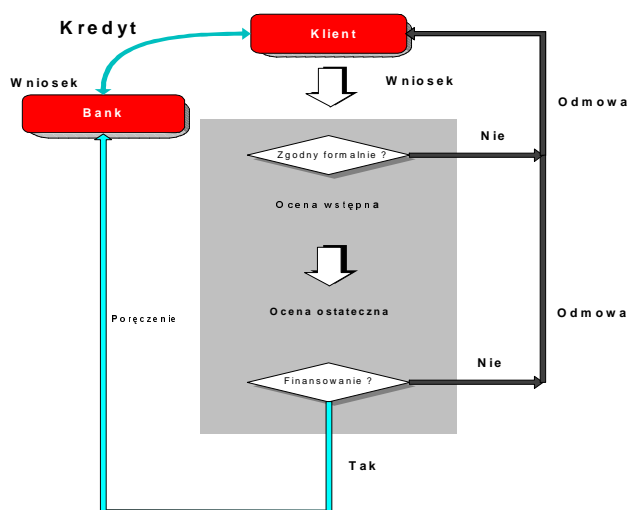 Kredyt
Klient
Wniosek
Wniosek
Bank
Odmowa
Nie
Zgodny formalnie ?
Ocena wstępna
Ocena ostateczna
Poręczenie
Odmowa
Nie
Finansowanie ?
Tak